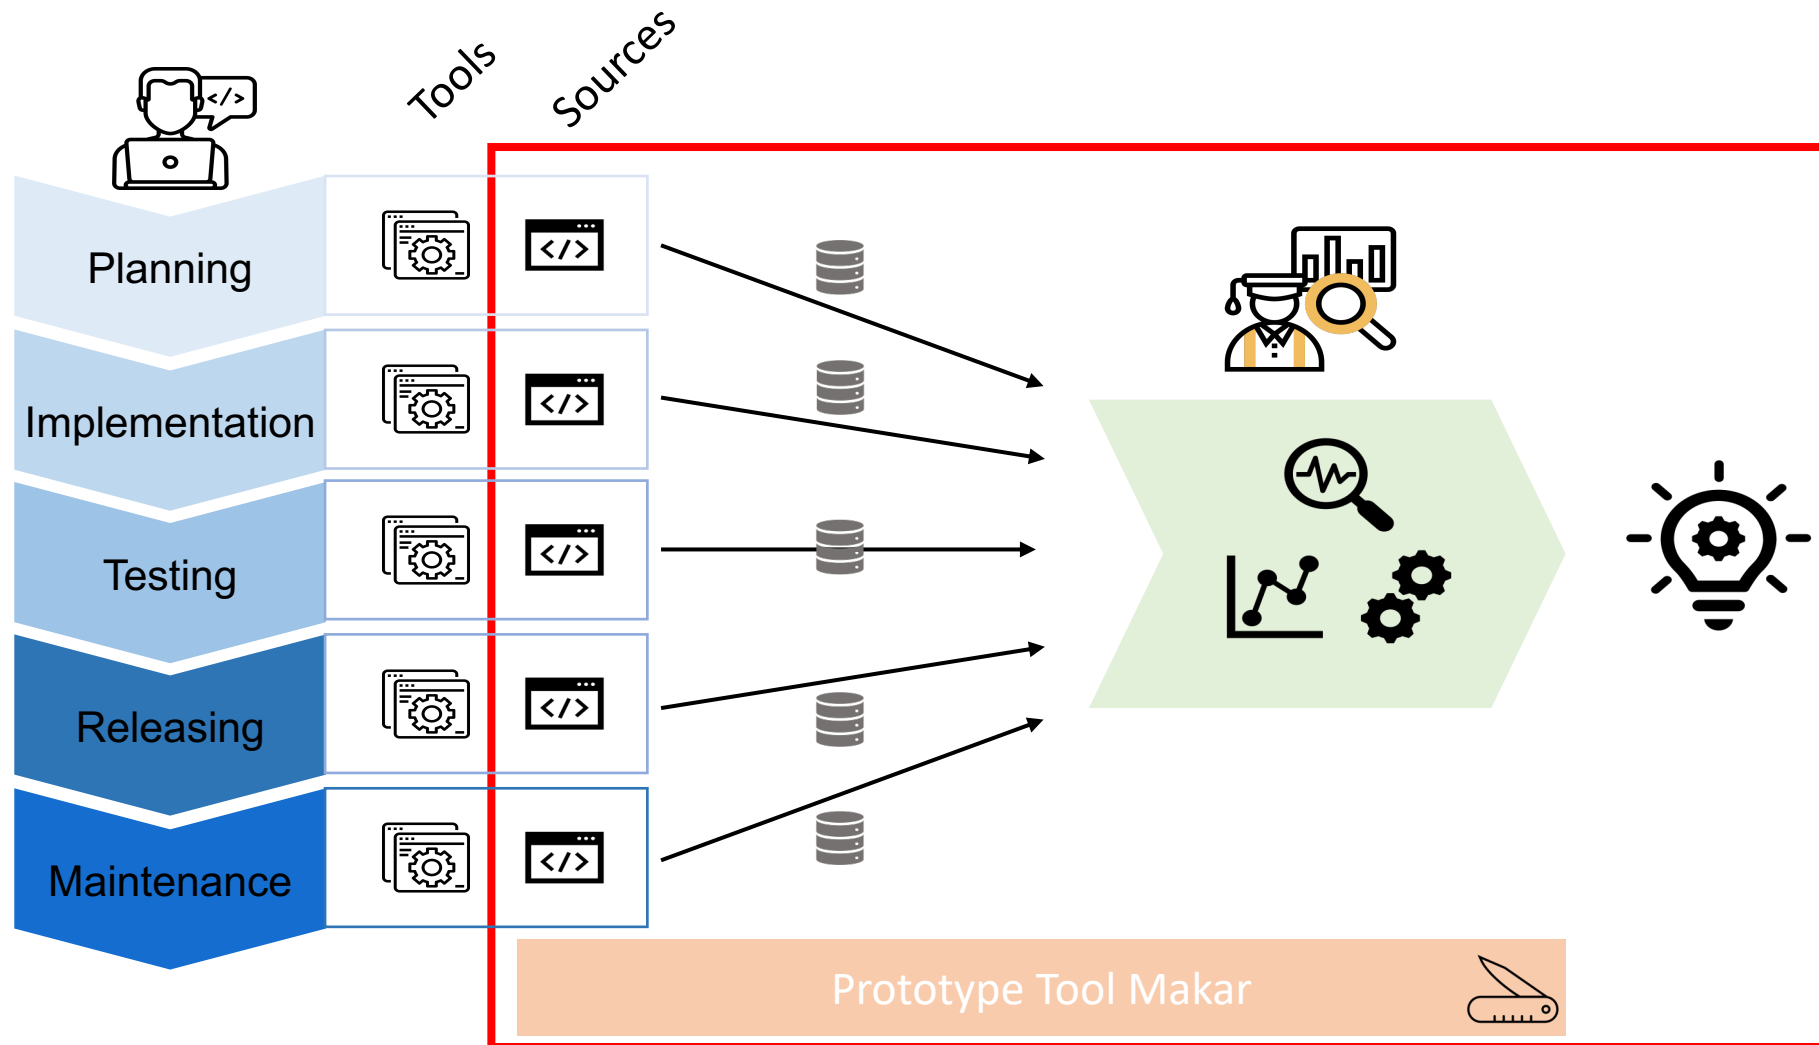 Tools
Sources
</>
Planning
</>
Implementation
</>
Testing
</>
Releasing
</>
Maintenance
</>
Prototype Tool Makar